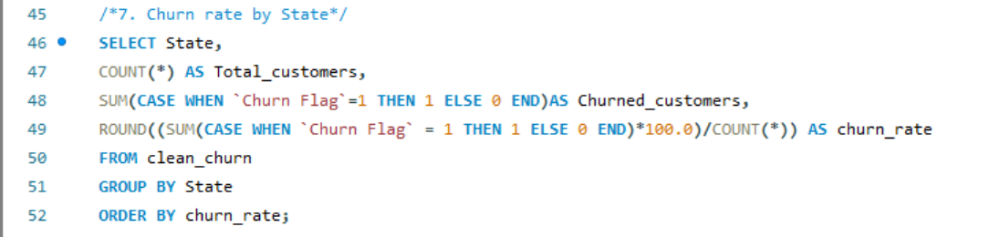 45 /*7. Churn rate by State*/
46 SELECT State,
47 COUNT(*) AS Total_customers,
48 SUM(CASE WHEN `Churn Flag`=1 THEN 1 ELSE 0 END)AS Churned_customers,
49 ROUND((SUM(CASE WHEN `Churn Flag` = 1 THEN 1 ELSE 0 END)*100.0)/COUNT(*)) AS churn_rate
50 FROM clean_churn
51 GROUP BY State
52 ORDER BY churn_rate;